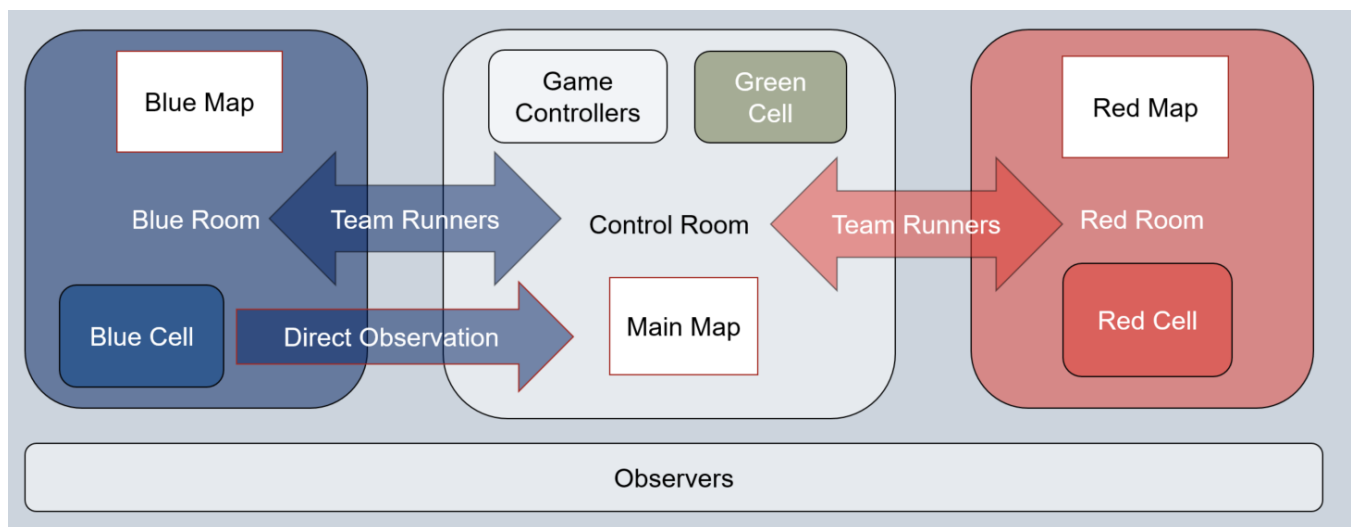 Blue Map
Game
Controllers
Green
Cell
Red Map
Blue Room
Team Runners
Control Room
Team Runners
Red Room
Blue Cell
Direct Observation
Main Map
Red Cell
Observers